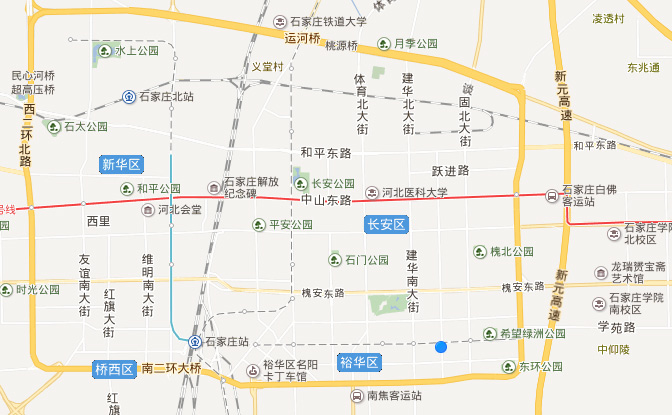 石家庄铁道大学
凌透村
体育
运河桥
桃源桥
月季公园
水上公园
义堂村
东兆通
民心河桥
超高压桥
体育北大街
建华北大街
谈固北大街
新元高速
石家庄北站
西三环北路
石太公园
和平东路
和平东路
新华区
跃进路
石家庄解放
纪念碑
和平公园
长安公园
河北医科大学
石家庄白佛
客运站
中山东路
号线
河北会堂
西里
园
平安公园
长安区
石家庄学院
北校区
槐北公园
石门公园
友谊南大街
维明南大街
建华南大街
龙瑞赟宝斋
艺术馆
时光公园
红旗大街
槐安东路
槐安东路
新元高速
石家庄学院
南校区
学苑路
希望绿洲公园
石家庄站
中仰陵
桥西区
南二环大桥
裕华区名阳
卡丁车馆
裕华区
东环公园
南焦客运站
红旗